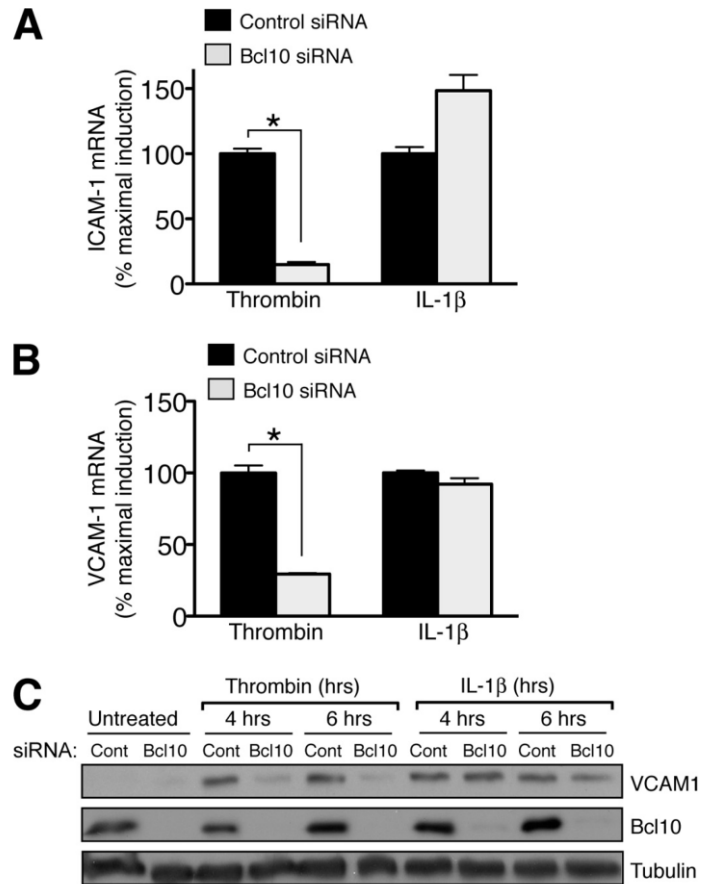 A
Control siRNA
Bcl10 siRNA
ICAM-1 mRNA
(% maximal induction)
150
100
50
0
*
Thrombin IL-1β
B
Control siRNA
Bcl10 siRNA
VCAM-1 mRNA
(% maximal induction)
150
100
50
0
*
Thrombin IL-1β
C
Thrombin (hrs) IL-1β (hrs)
Untreated 4 hrs 6 hrs 4 hrs 6 hrs
siRNA: Cont Bcl10 Cont Bcl10 Cont Bcl10 Cont Bcl10 Cont Bcl10
VCAM1
Bcl10
Tubulin